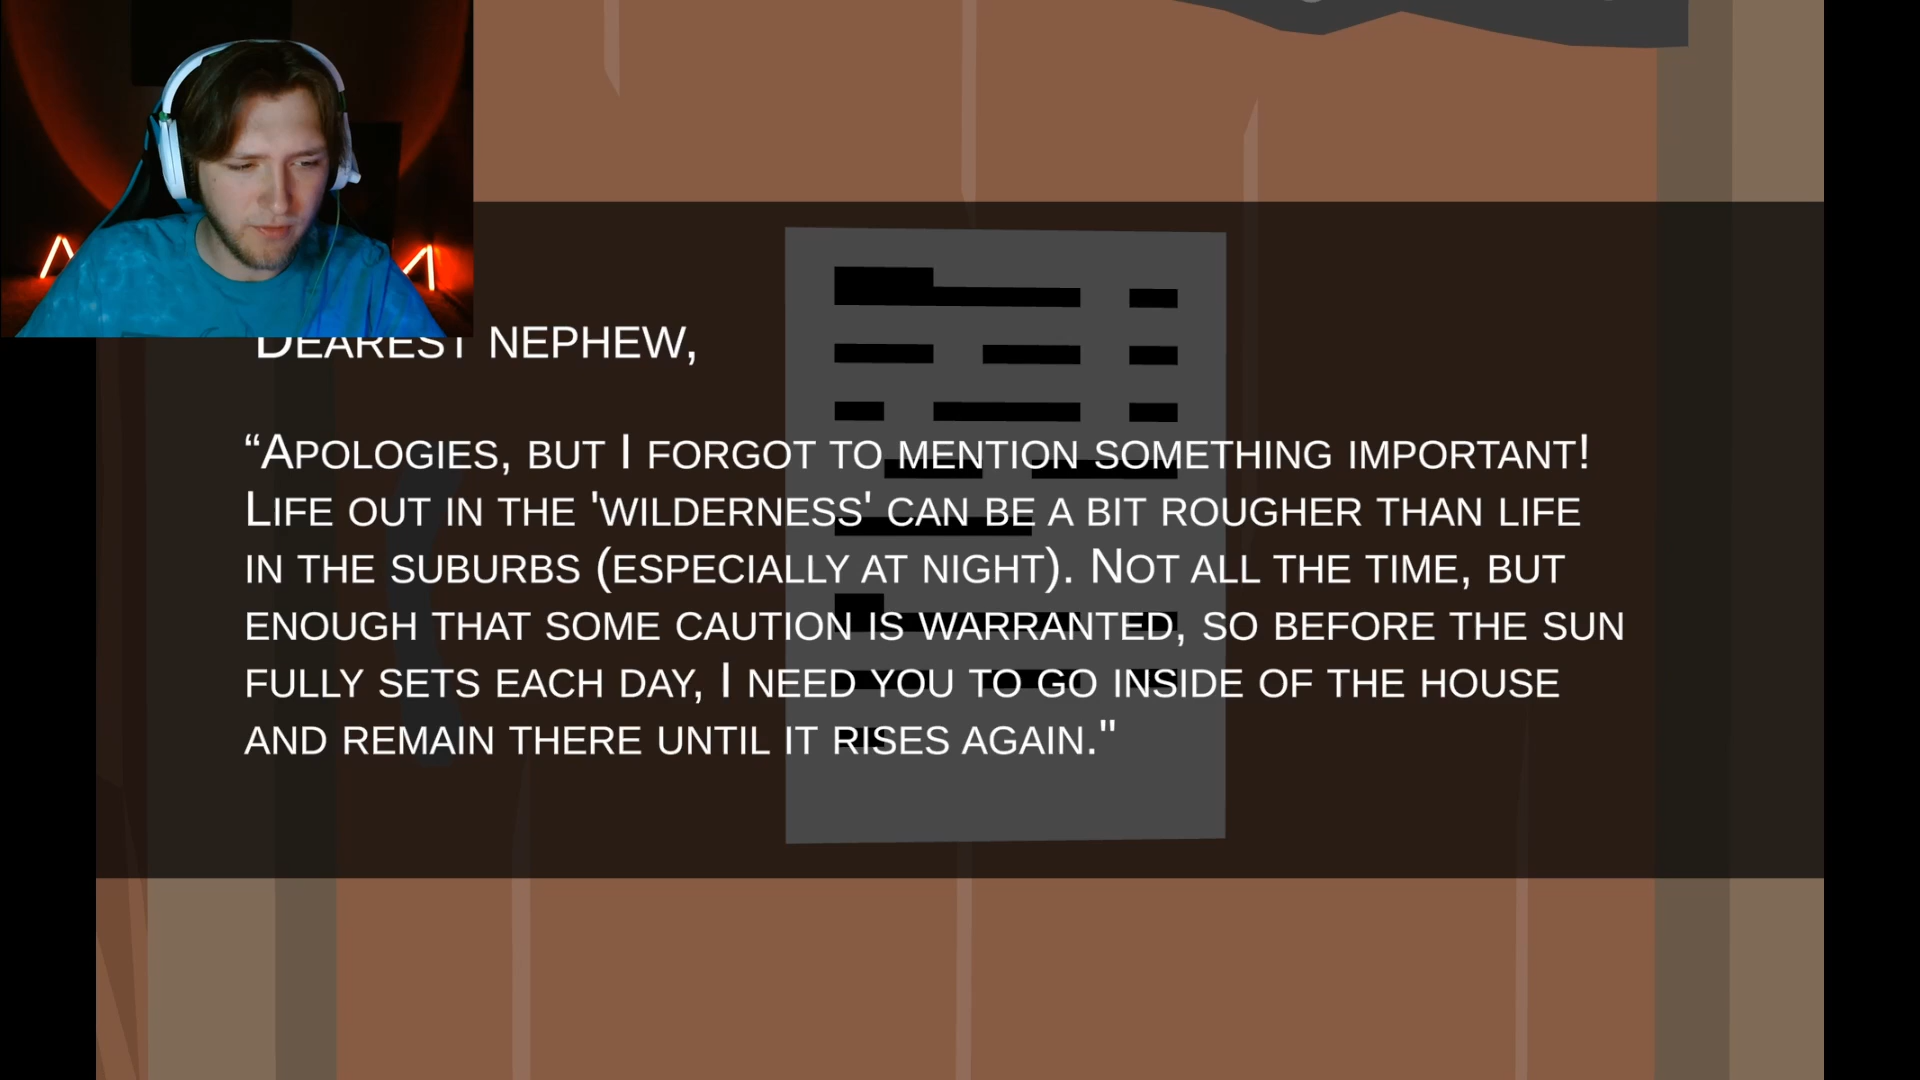 Dearest nephew,
“Apologies, but I forgot to mention something important!
Life out in the 'wilderness' can be a bit rougher than life
in the suburbs (especially at night). Not all the time, but
enough that some caution is warranted, so before the sun
fully sets each day, I need you to go inside of the house
and remain there until it rises again."